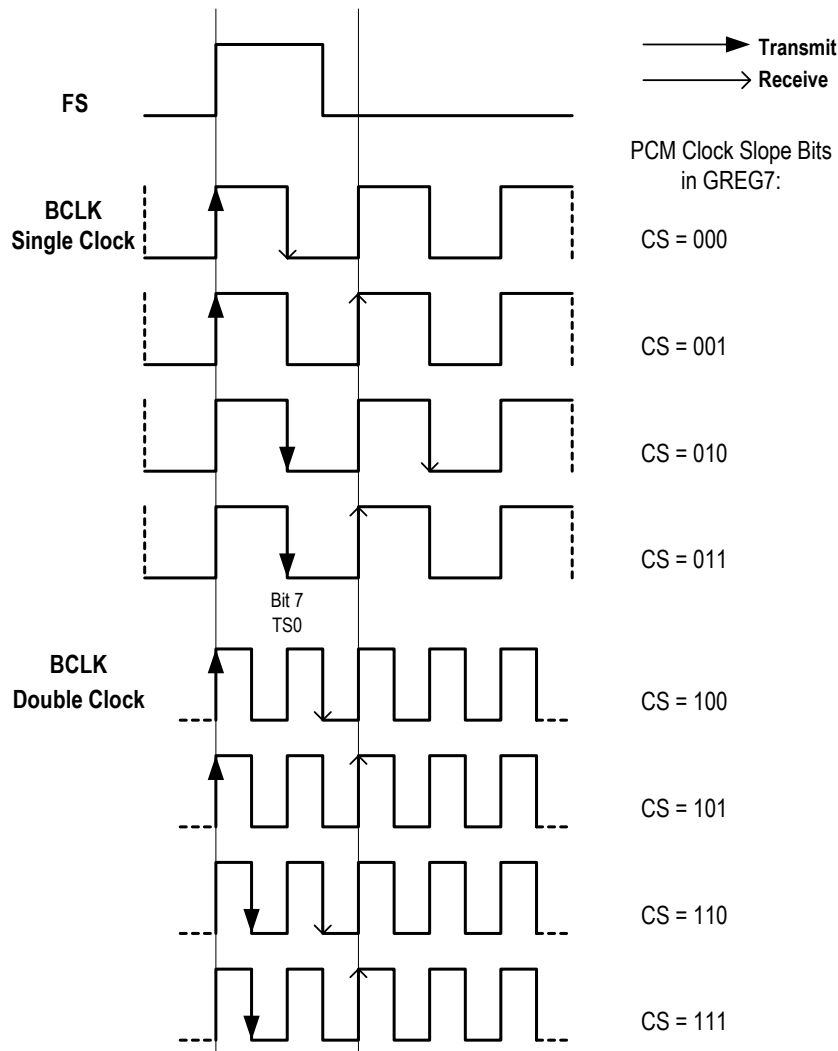 Transmit
Receive
FS
PCM Clock Slope Bits
in GREG7:
BCLK
Single Clock
CS = 000
CS = 001
CS = 010
CS = 011
Bit 7
TS0
BCLK
Double Clock
CS = 100
CS = 101
CS = 110
CS = 111